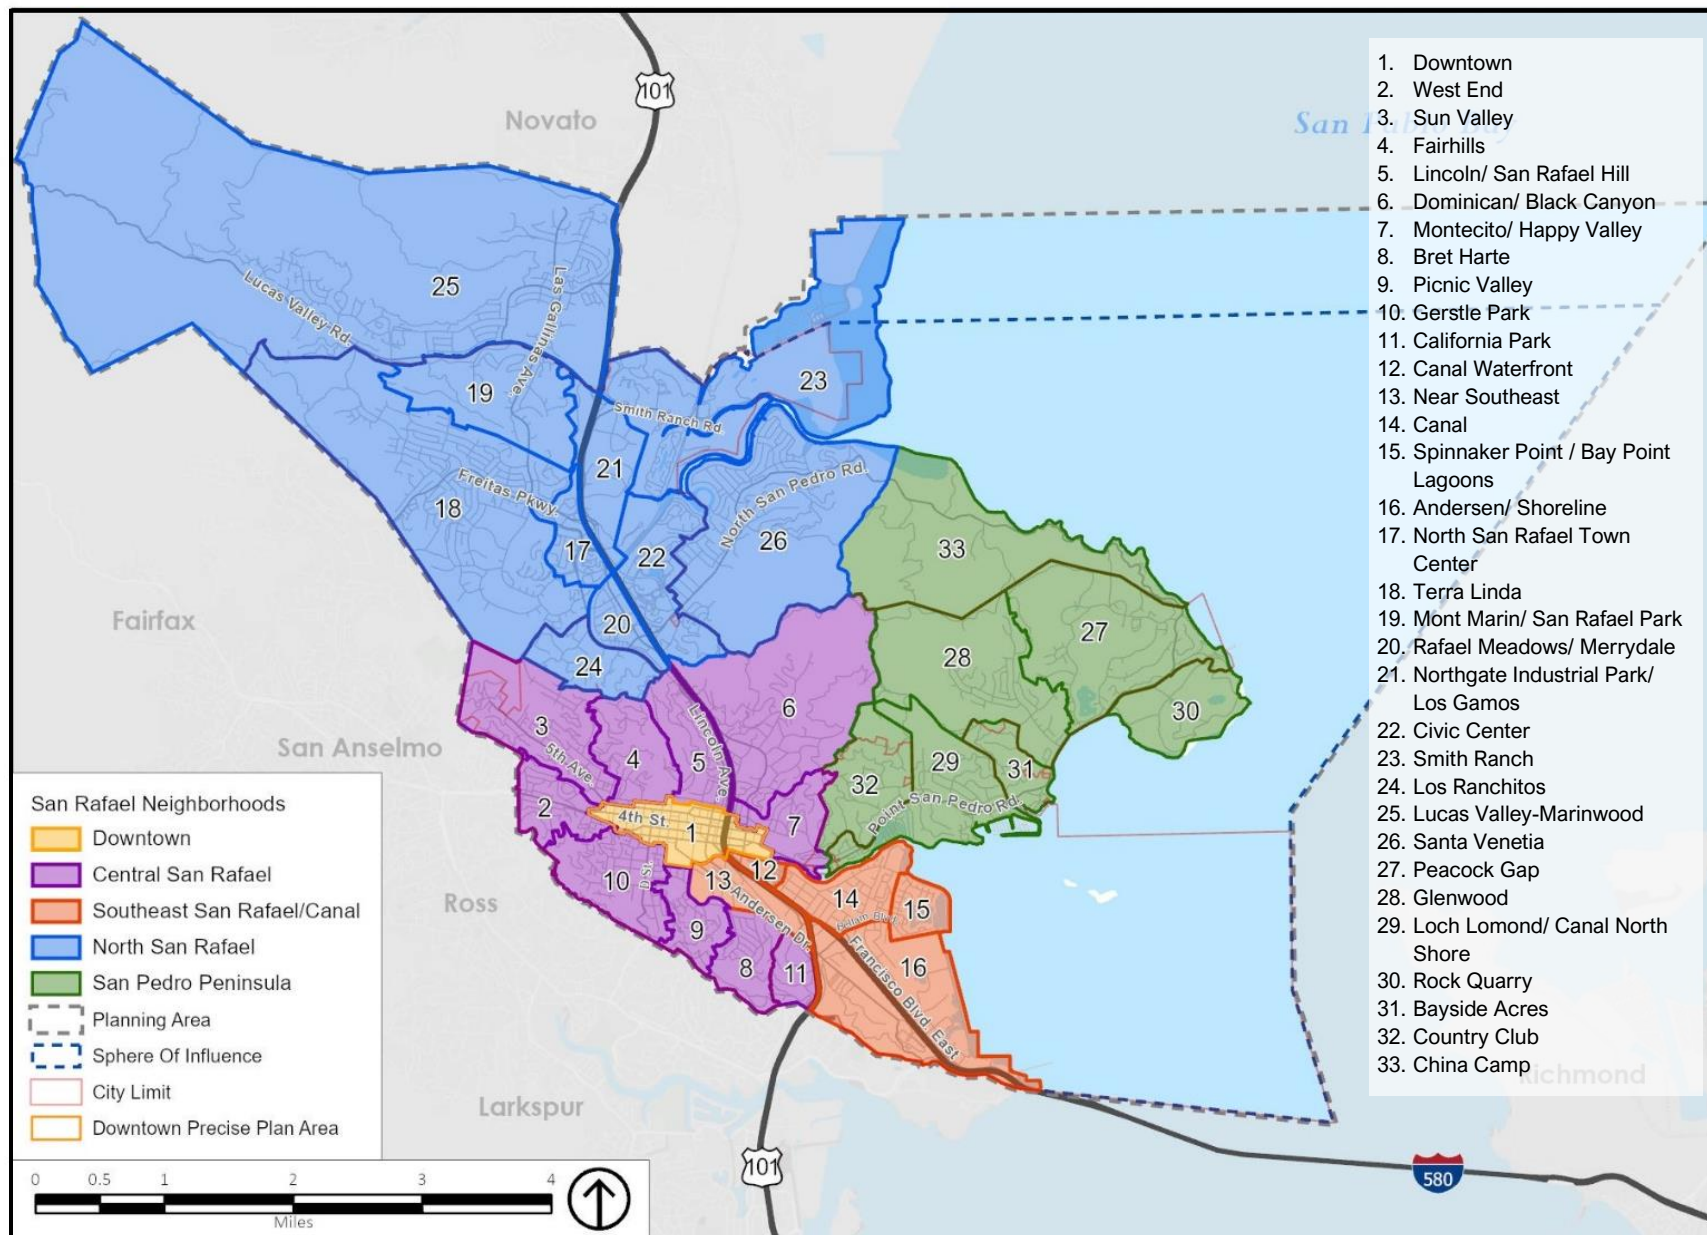 101
Novato
San Pablo Bay
25
Lucas Valley Rd.
Las Gallinas Ave.
19
23
Smith Ranch Rd.
21
Freitas Pkwy.
18
North San Pedro Rd.
17
22
26
33
Fairfax
20
27
24
28
6
30
3
San Anselmo
Lincoln Ave.
5th Ave.
4
5
29
31
32
2
Point San Pedro Rd.
4th St.
1
7
12
10
D St.
13
14
15
Bellam Blvd.
Ross
Andersen Dr.
9
8
11
16
Francisco Blvd. East
Larkspur
Richmond
101
580
1. Downtown
2. West End
3. Sun Valley
4. Fairhills
5. Lincoln/ San Rafael Hill
6. Dominican/ Black Canyon
7. Montecito/ Happy Valley
8. Bret Harte
9. Picnic Valley
10. Gerstle Park
11. California Park
12. Canal Waterfront
13. Near Southeast
14. Canal
15. Spinnaker Point / Bay Point
Lagoons
16. Andersen/ Shoreline
17. North San Rafael Town
Center
18. Terra Linda
19. Mont Marin/ San Rafael Park
20. Rafael Meadows/ Merrydale
21. Northgate Industrial Park/
Los Gamos
22. Civic Center
23. Smith Ranch
24. Los Ranchitos
25. Lucas Valley-Marinwood
26. Santa Venetia
27. Peacock Gap
28. Glenwood
29. Loch Lomond/ Canal North
Shore
30. Rock Quarry
31. Bayside Acres
32. Country Club
33. China Camp
San Rafael Neighborhoods
Downtown
Central San Rafael
Southeast San Rafael/Canal
North San Rafael
San Pedro Peninsula
Planning Area
Sphere Of Influence
City Limit
Downtown Precise Plan Area
0 0.5 1 2 3 4
Miles